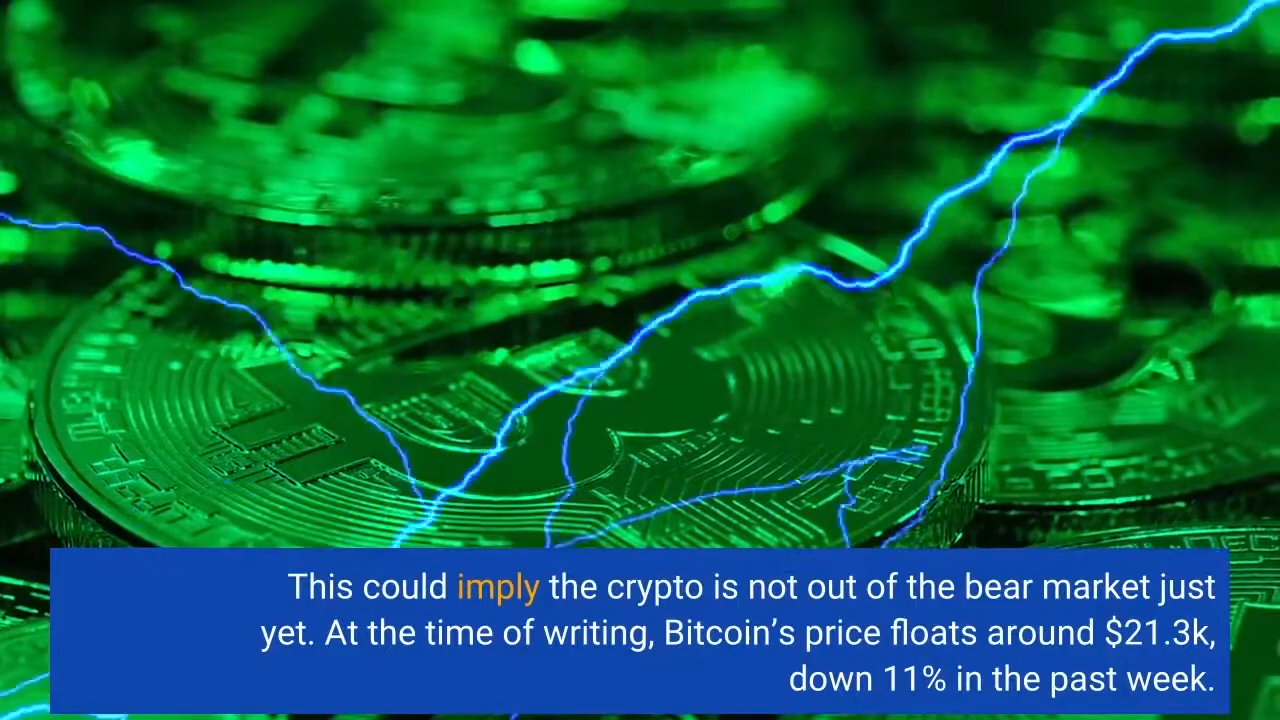 This could imply the crypto is not out of the bear market just
yet. At the time of writing, Bitcoin’s price floats around $21.3k,
down 11% in the past week.